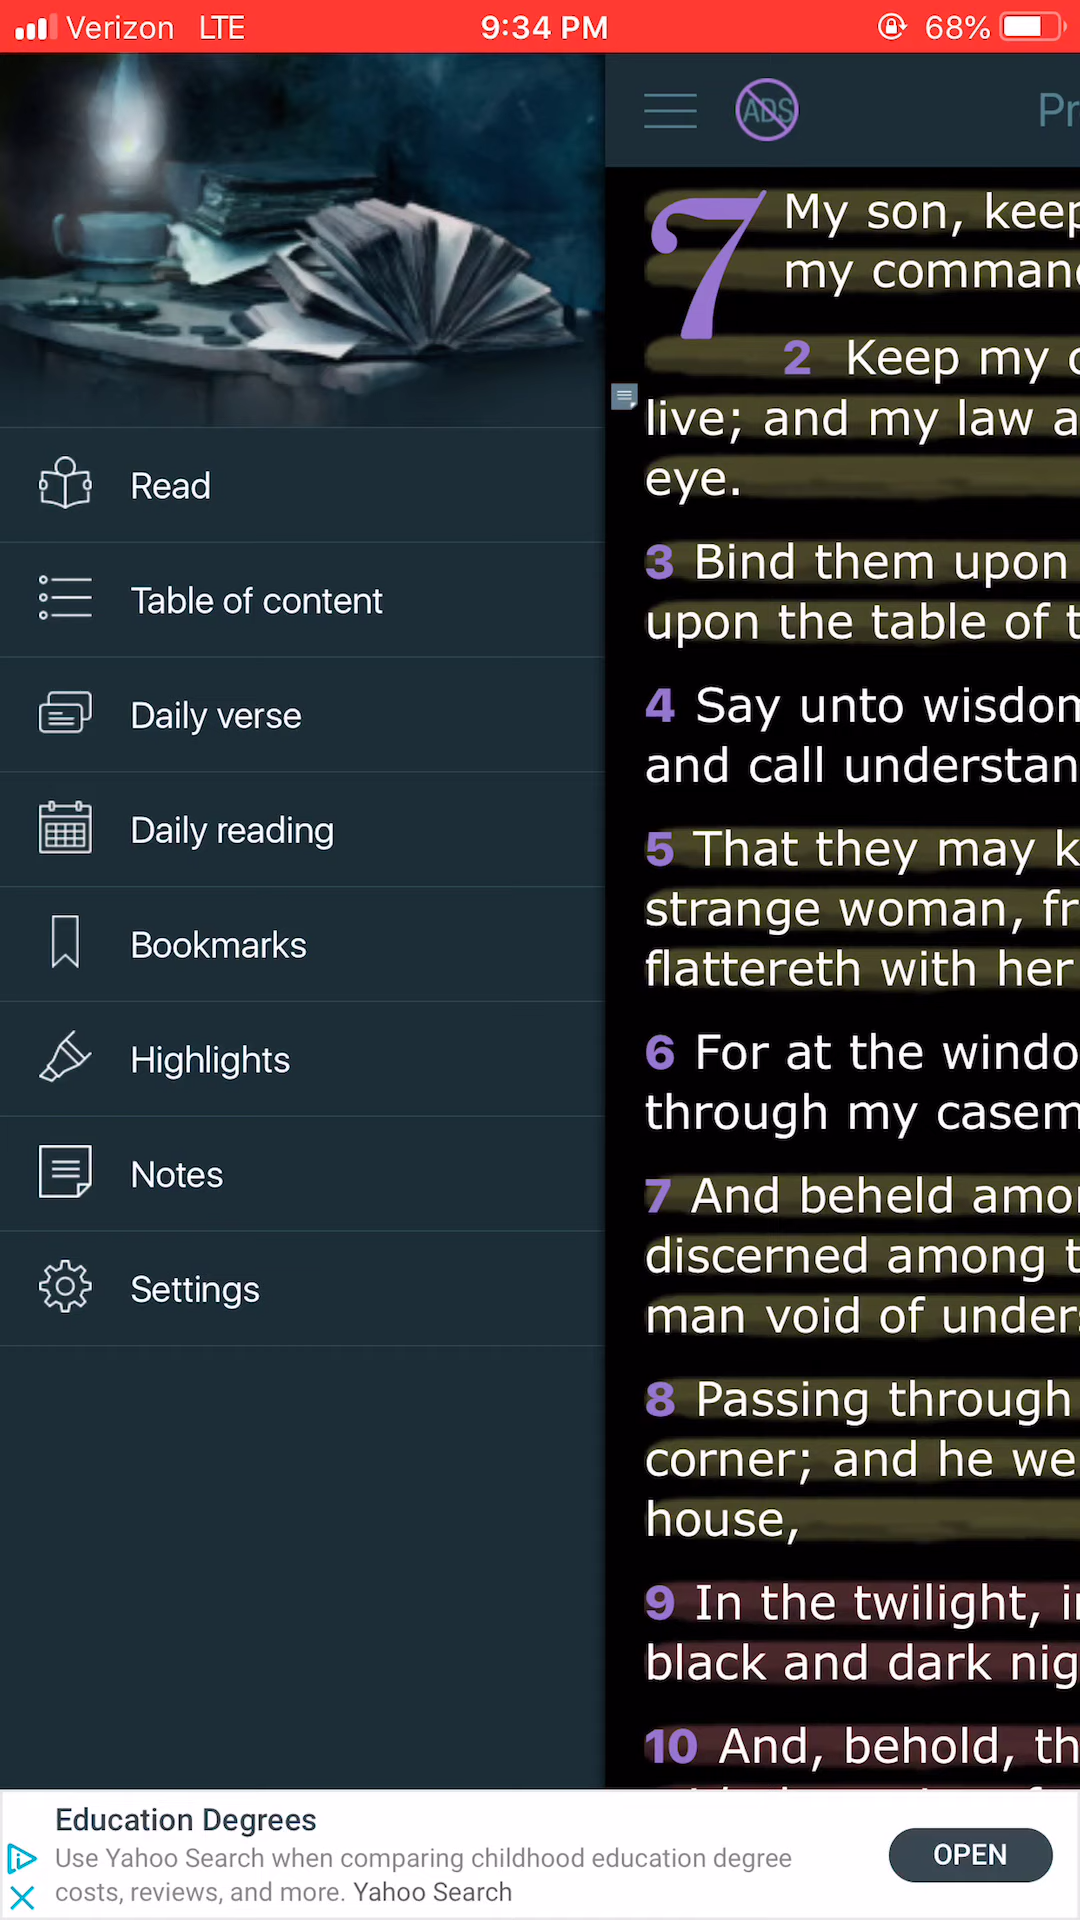 Verizon LTE 9:34 PM 68%
ADS Pr
Read
Table of content
Daily verse
Daily reading
Bookmarks
Highlights
Notes
Settings
7 My son, keep
my command
2 Keep my c
live; and my law a
eye.
3 Bind them upon
upon the table of t
4 Say unto wisdom
and call understan
5 That they may k
strange woman, fr
flattereth with her
6 For at the windo
through my casem
7 And beheld amo
discerned among t
man void of unders
8 Passing through
corner; and he we
house,
9 In the twilight, i
black and dark nig
10 And, behold, th
Education Degrees
Use Yahoo Search when comparing childhood education degree
costs, reviews, and more. Yahoo Search
OPEN